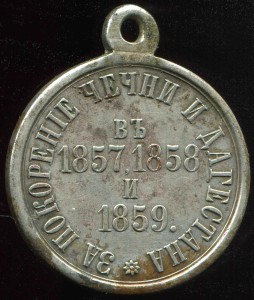 ЗА ПОКОРЕНІЕ ЧЕЧНИ И ДАГЕСТАНА
ВЪ
1857,1858
И
1859.